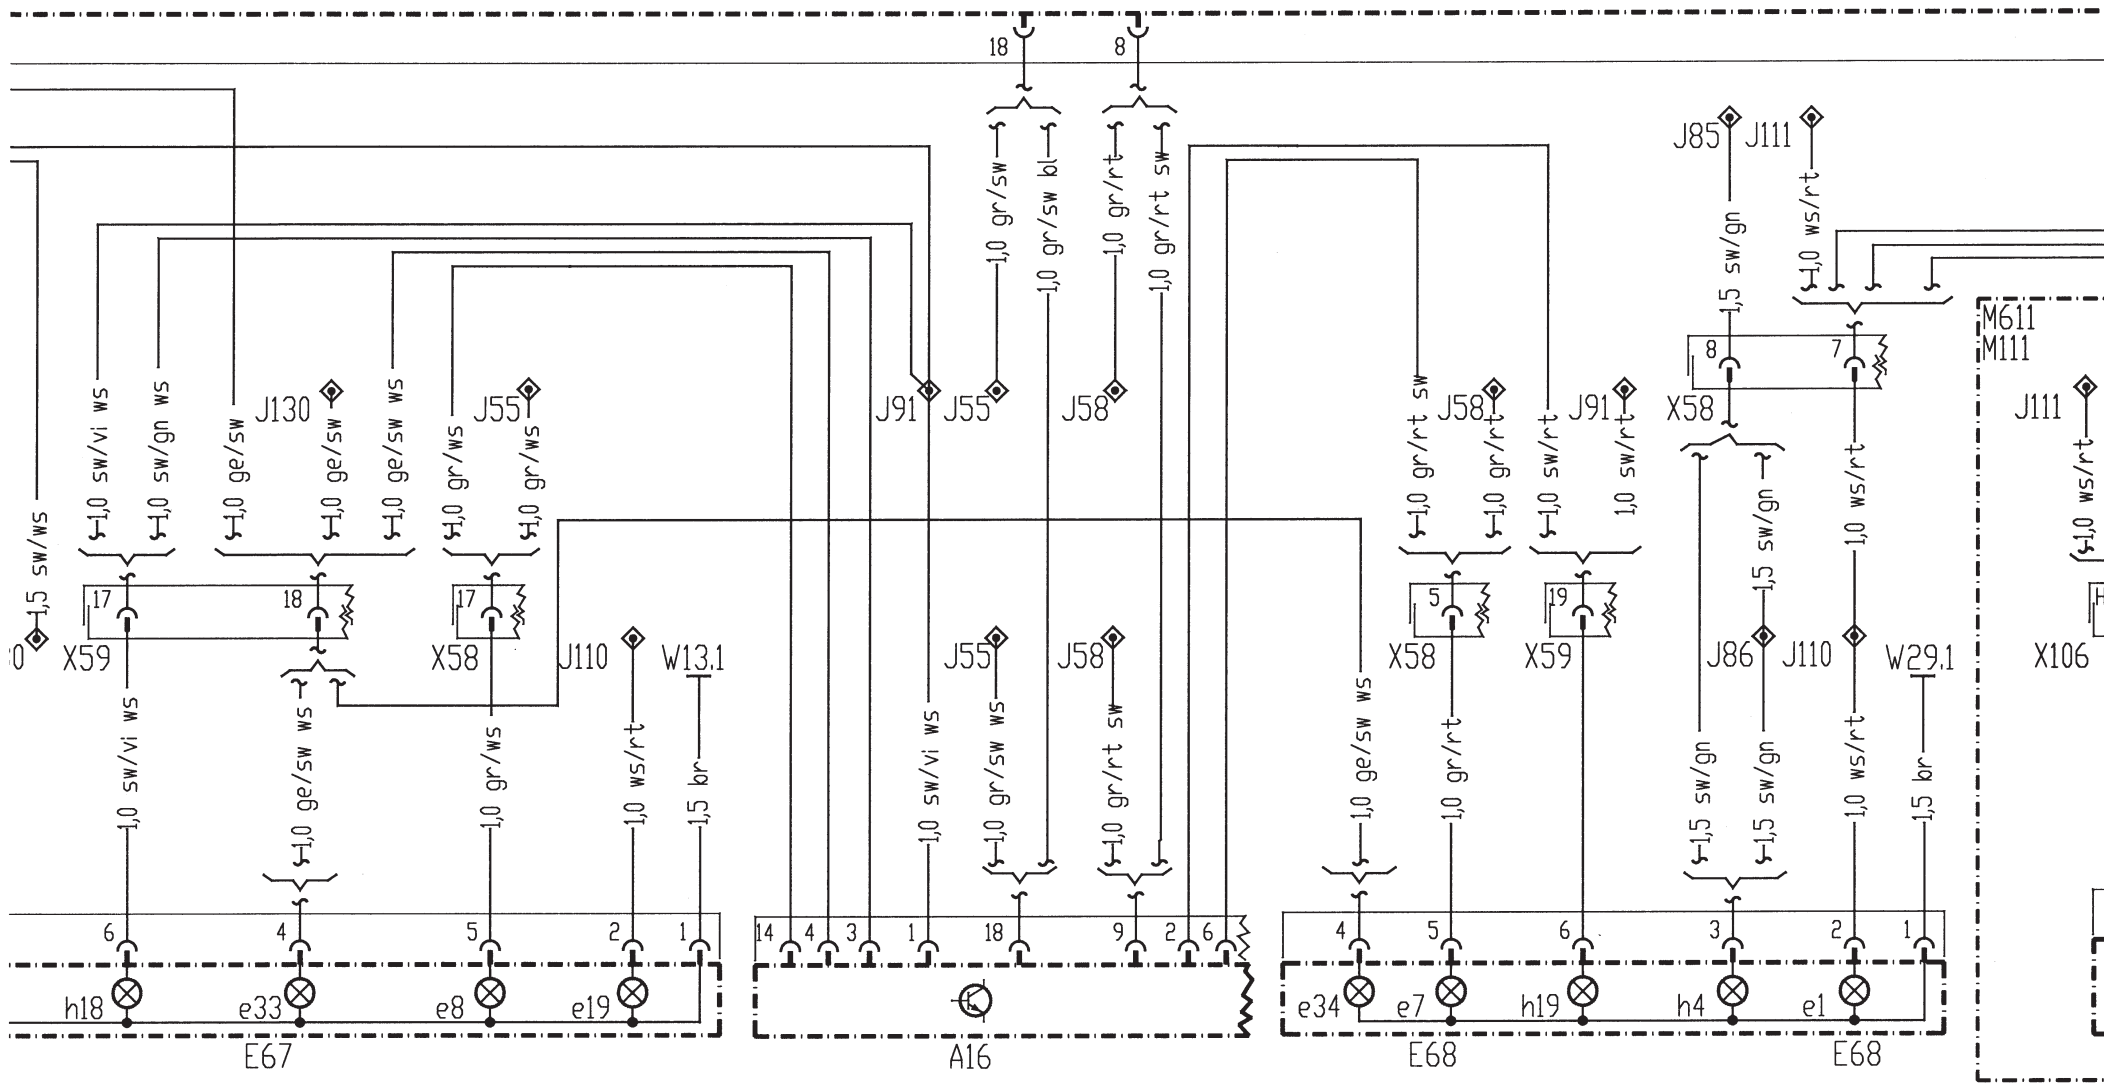 18
8
J85
J111
1,0 gr/sw
1,0 gr/sw bl
1,0 gr/rt
1,0 gr/rt sw
1,5 sw/gn
1,0 ws/rt
M611
M111
8
7
X58
J111
1,0 ws/rt
1,5 sw/ws
1,0 sw/vi ws
1,0 sw/gn ws
1,0 ge/sw
J130
1,0 ge/sw
1,0 ge/sw ws
1,0 gr/ws
J55
1,0 gr/ws
J91
J55
J58
1,0 gr/rt sw
J58
1,0 gr/rt
1,0 sw/rt
J91
1,0 sw/rt
1,5 sw/gn
1,0 ws/rt
17
18
X59
17
X58
J110
W13.1
J55
J58
5
X58
19
X59
J86
J110
W29.1
X106
1,0 sw/vi ws
1,0 ge/sw ws
1,0 gr/ws
1,0 ws/rt
1,5 br
1,0 sw/vi ws
1,0 gr/sw ws
1,0 gr/rt sw
1,0 ge/sw ws
1,0 gr/rt
1,5 sw/gn
1,5 sw/gn
1,0 ws/rt
1,5 br
6
4
5
2
1
14
4
3
1
18
9
2
6
4
5
6
3
2
1
h18
e33
e8
e19
e34
e7
h19
h4
e1
E67
A16
E68
E68